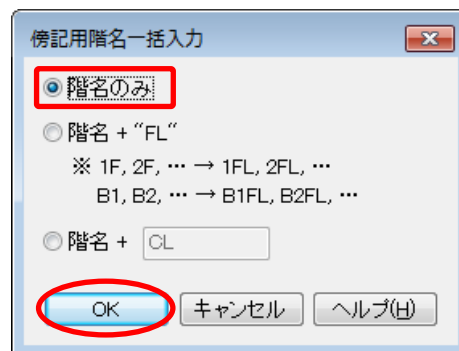 傍記用階名一括入力
階名のみ
階名 + “FL”
※ 1F, 2F, … → 1FL, 2FL, …
B1, B2, … → B1FL, B2FL, …
階名 + CL
OK キャンセル ヘルプ(H)